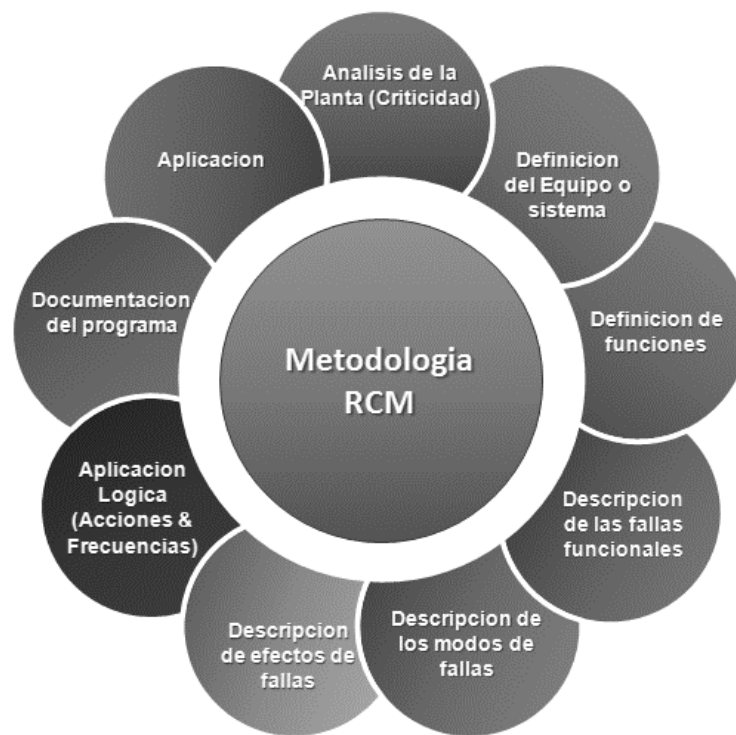 Analisis de la
Planta (Criticidad)
Definicion
del Equipo o
sistema
Definicion de
funciones
Descripcion
de las fallas
funcionales
Descripcion de
los modos de
fallas
Descripcion
de efectos de
fallas
Aplicacion
Logica
(Acciones &
Frecuencias)
Documentacion
del programa
Aplicacion
Metodologia
RCM